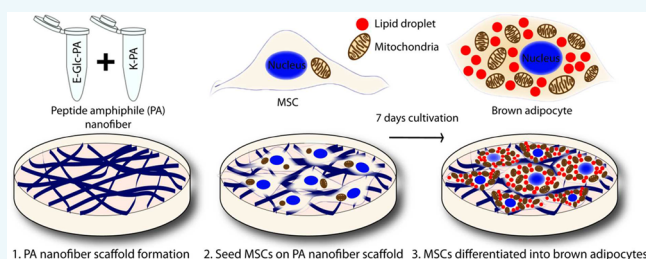 E-Glc-PA
K-PA
Peptide amphiphile (PA)
nanofiber
Nucleus
MSC
Lipid droplet
Mitochondria
Nucleus
Brown adipocyte
7 days cultivation
1. PA nanofiber scaffold formation
2. Seed MSCs on PA nanofiber scaffold
3. MSCs differentiated into brown adipocytes